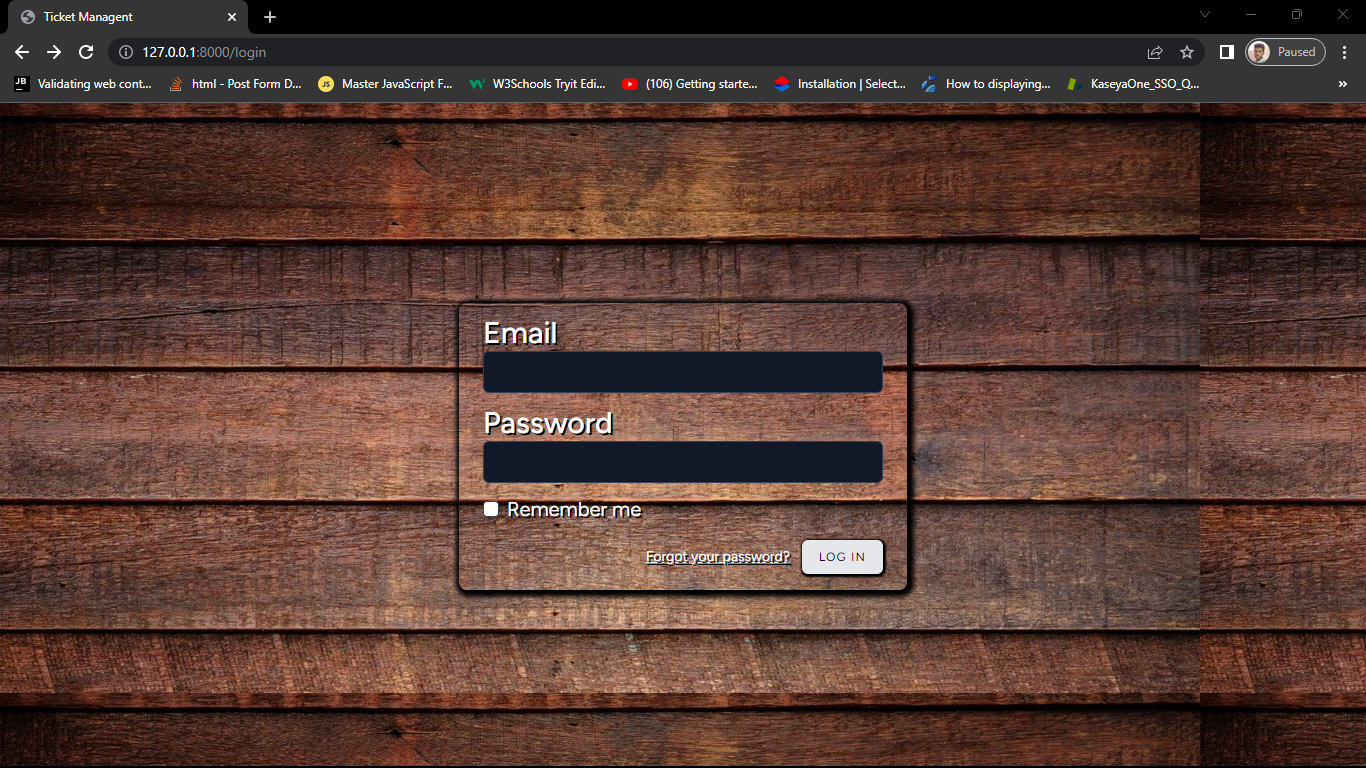 Ticket Managent
127.0.0.1:8000/login
Paused
JB Validating web cont... html - Post Form D... JS Master JavaScript F... W3Schools Tryit Edi... (106) Getting starte... Installation | Select... How to displaying... KaseyaOne_SSO_Q... »
Email
Password
Remember me
Forgot your password? LOG IN